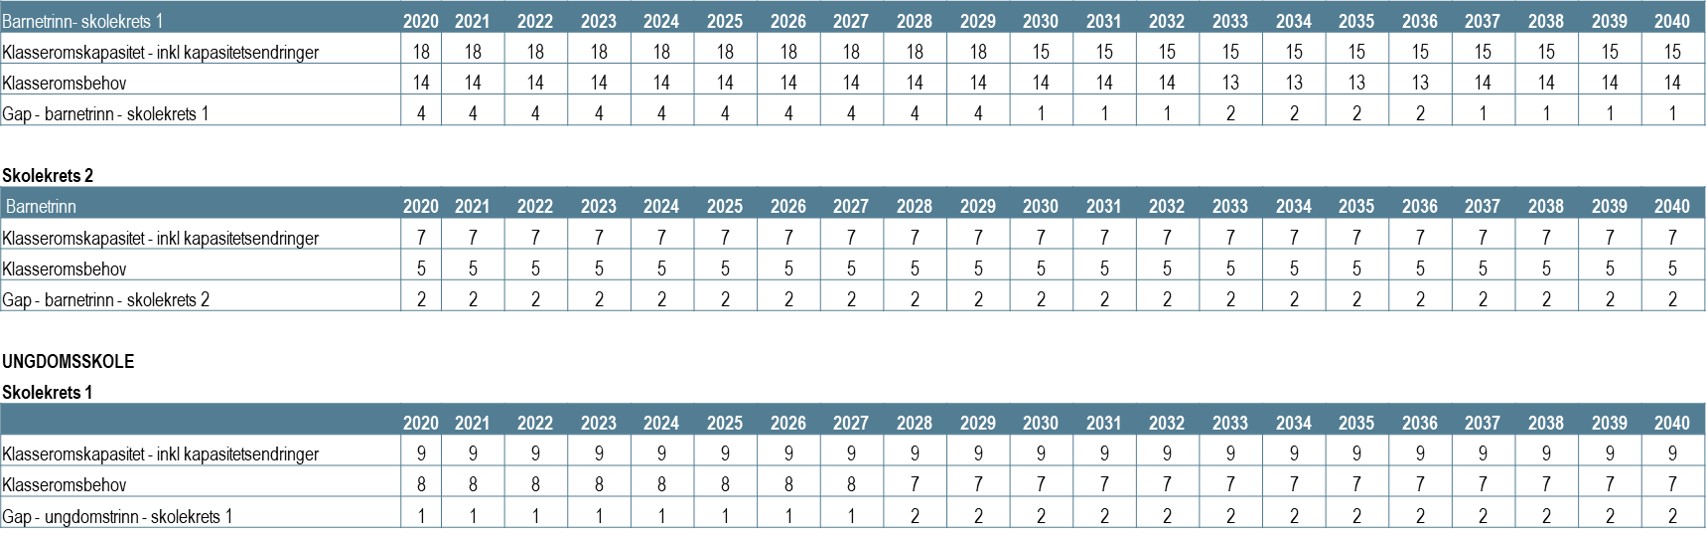 Barnetrinn- skolekrets 1 2020 2021 2022 2023 2024 2025 2026 2027 2028 2029 2030 2031 2032 2033 2034 2035 2036 2037 2038 2039 2040
Klasseromskapasitet - inkl kapasitetsendringer 18 18 18 18 18 18 18 18 18 18 15 15 15 15 15 15 15 15 15 15 15
Klasseromsbehov 14 14 14 14 14 14 14 14 14 14 14 14 14 13 13 13 13 14 14 14 14
Gap - barnetrinn - skolekrets 1 4 4 4 4 4 4 4 4 4 4 1 1 1 2 2 2 2 1 1 1 1
Skolekrets 2
Barnetrinn 2020 2021 2022 2023 2024 2025 2026 2027 2028 2029 2030 2031 2032 2033 2034 2035 2036 2037 2038 2039 2040
Klasseromskapasitet - inkl kapasitetsendringer 7 7 7 7 7 7 7 7 7 7 7 7 7 7 7 7 7 7 7 7 7
Klasseromsbehov 5 5 5 5 5 5 5 5 5 5 5 5 5 5 5 5 5 5 5 5 5
Gap - barnetrinn - skolekrets 2 2 2 2 2 2 2 2 2 2 2 2 2 2 2 2 2 2 2 2 2 2
UNGDOMSSKOLE
Skolekrets 1
2020 2021 2022 2023 2024 2025 2026 2027 2028 2029 2030 2031 2032 2033 2034 2035 2036 2037 2038 2039 2040
Klasseromskapasitet - inkl kapasitetsendringer 9 9 9 9 9 9 9 9 9 9 9 9 9 9 9 9 9 9 9 9 9
Klasseromsbehov 8 8 8 8 8 8 8 8 7 7 7 7 7 7 7 7 7 7 7 7 7
Gap - ungdomstrinn - skolekrets 1 1 1 1 1 1 1 1 1 2 2 2 2 2 2 2 2 2 2 2 2 2